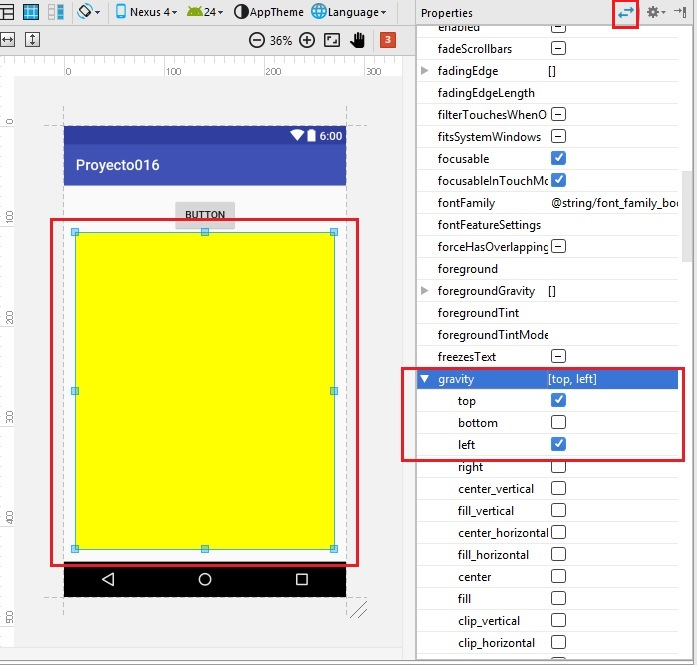 Nexus 4
24
AppTheme
Language
36%
3
0
100
200
300
0
100
200
300
400
500
6:00
Proyecto016
BUTTON
Properties
enabled
fadeScrollbars
fadingEdge []
fadingEdgeLength
filterTouchesWhenO
fitsSystemWindows
focusable
focusableInTouchMo
fontFamily @string/font_family_bo
fontFeatureSettings
forceHasOverlapping
foreground
foregroundGravity []
foregroundTint
foregroundTintMode
freezesText
gravity [top, left]
top
bottom
left
right
center_vertical
fill_vertical
center_horizontal
fill_horizontal
center
fill
clip_vertical
clip_horizontal